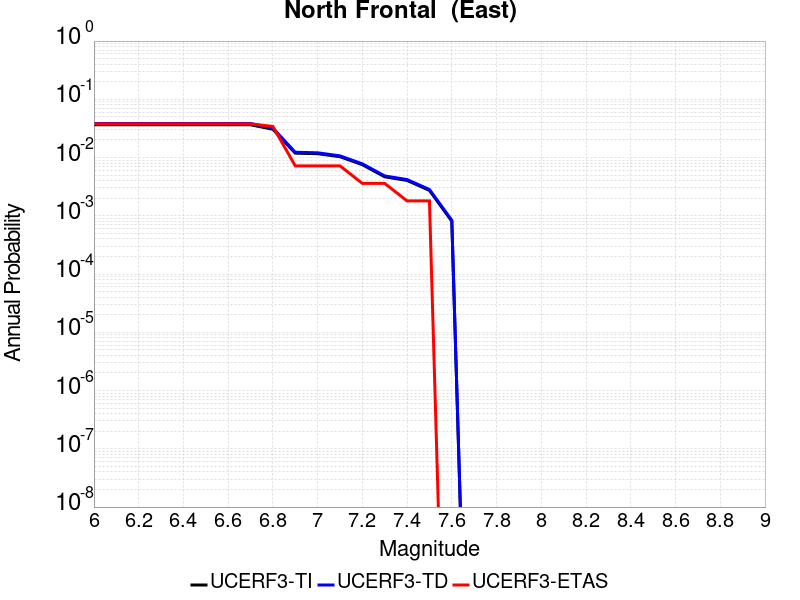 North Frontal  (East)
Annual Probability
10^0
10^-1
10^-2
10^-3
10^-4
10^-5
10^-6
10^-7
10^-8
6 6.2 6.4 6.6 6.8 7 7.2 7.4 7.6 7.8 8 8.2 8.4 8.6 8.8 9
Magnitude
UCERF3-TI UCERF3-TD UCERF3-ETAS